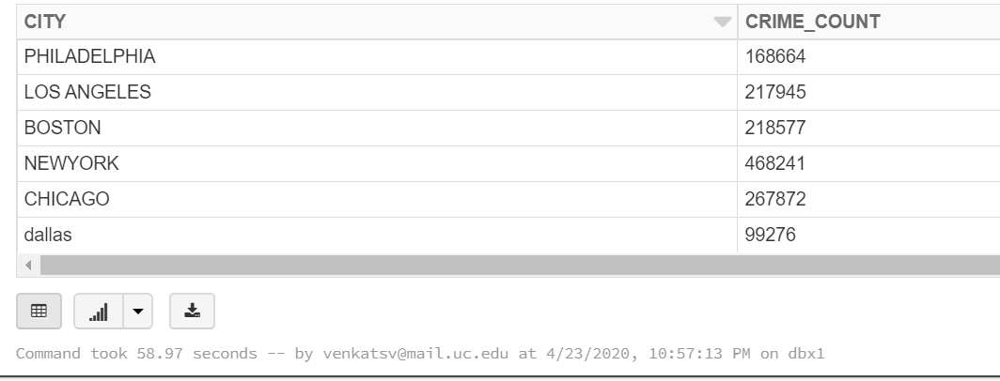 CITY CRIME_COUNT
PHILADELPHIA 168664
LOS ANGELES 217945
BOSTON 218577
NEWYORK 468241
CHICAGO 267872
dallas 99276
Command took 58.97 seconds -- by venkatsv@mail.uc.edu at 4/23/2020, 10:57:13 PM on dbx1